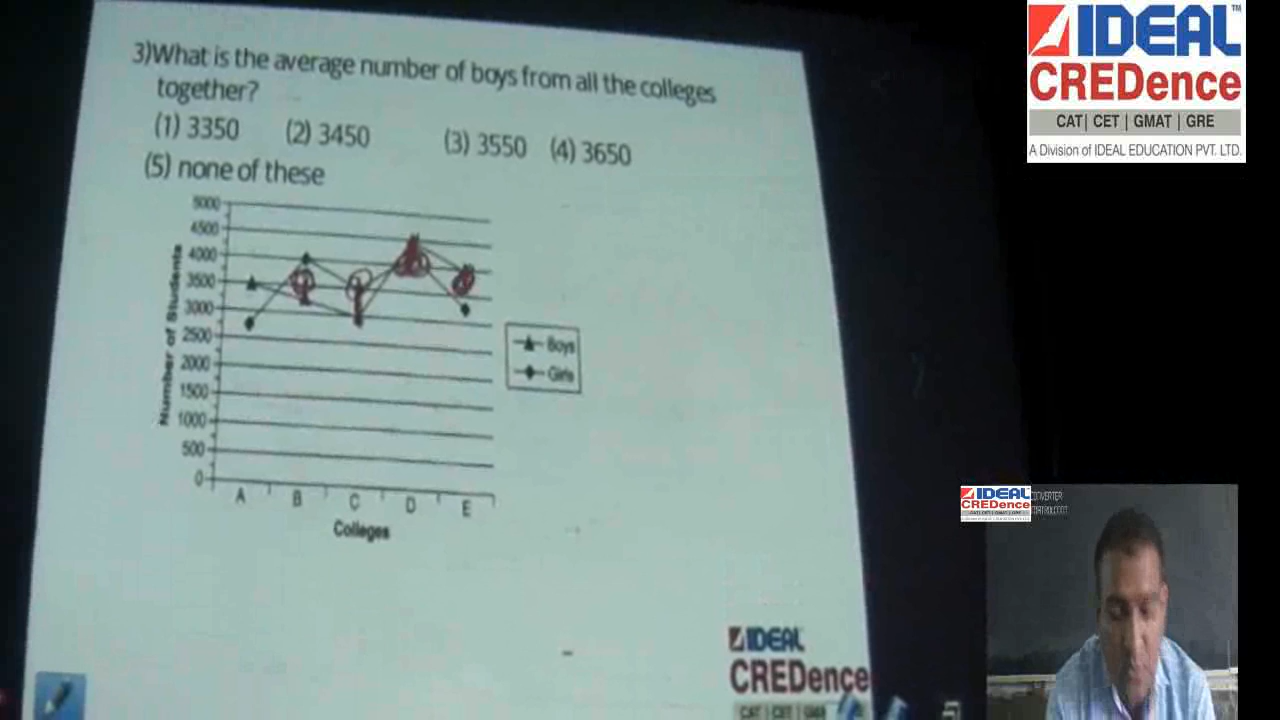 3)What is the average number of boys from all the colleges
together?
(1) 3350 (2) 3450 (3) 3550 (4) 3650
(5) none of these
5000
4500
4000
3500
3000
2500
2000
1500
1000
500
0
Number of Students
A B C D E
Colleges
Boys
Girls
IDEAL
CREDence
IDEAL™
CREDence
CAT| CET | GMAT | GRE
A Division of IDEAL EDUCATION PVT. LTD.
IDEAL
CREDence